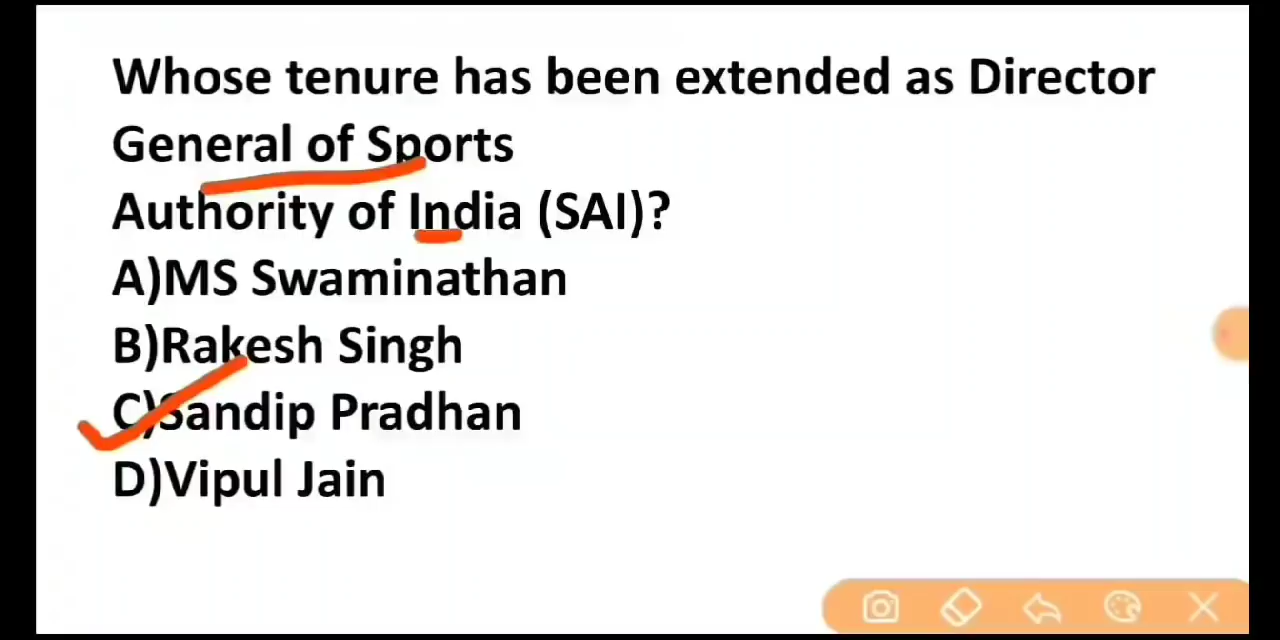 Whose tenure has been extended as Director
General of Sports
Authority of India (SAI)?
A)MS Swaminathan
B)Rakesh Singh
C)Sandip Pradhan
D)Vipul Jain